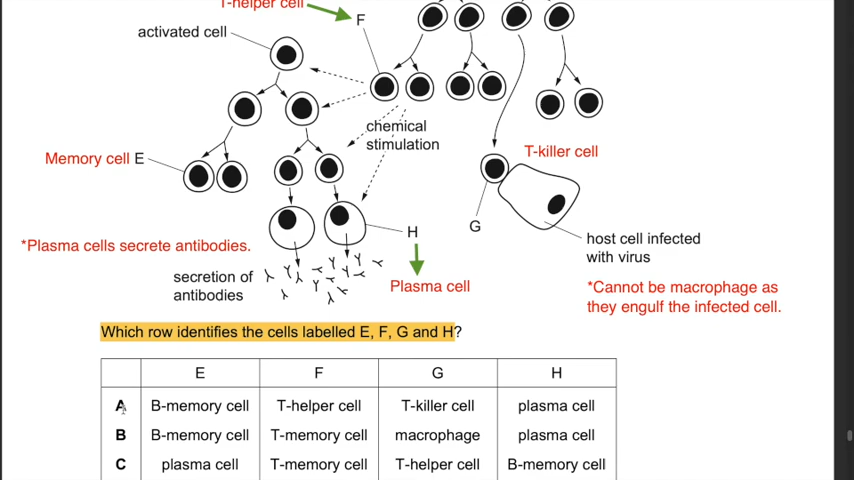 T-helper cell
F
activated cell
chemical
stimulation
T-killer cell
Memory cell E
G
H
host cell infected
with virus
*Plasma cells secrete antibodies.
secretion of
antibodies
Plasma cell
*Cannot be macrophage as
they engulf the infected cell.
Which row identifies the cells labelled E, F, G and H?
E F G H
A B-memory cell T-helper cell T-killer cell plasma cell
B B-memory cell T-memory cell macrophage plasma cell
C plasma cell T-memory cell T-helper cell B-memory cell